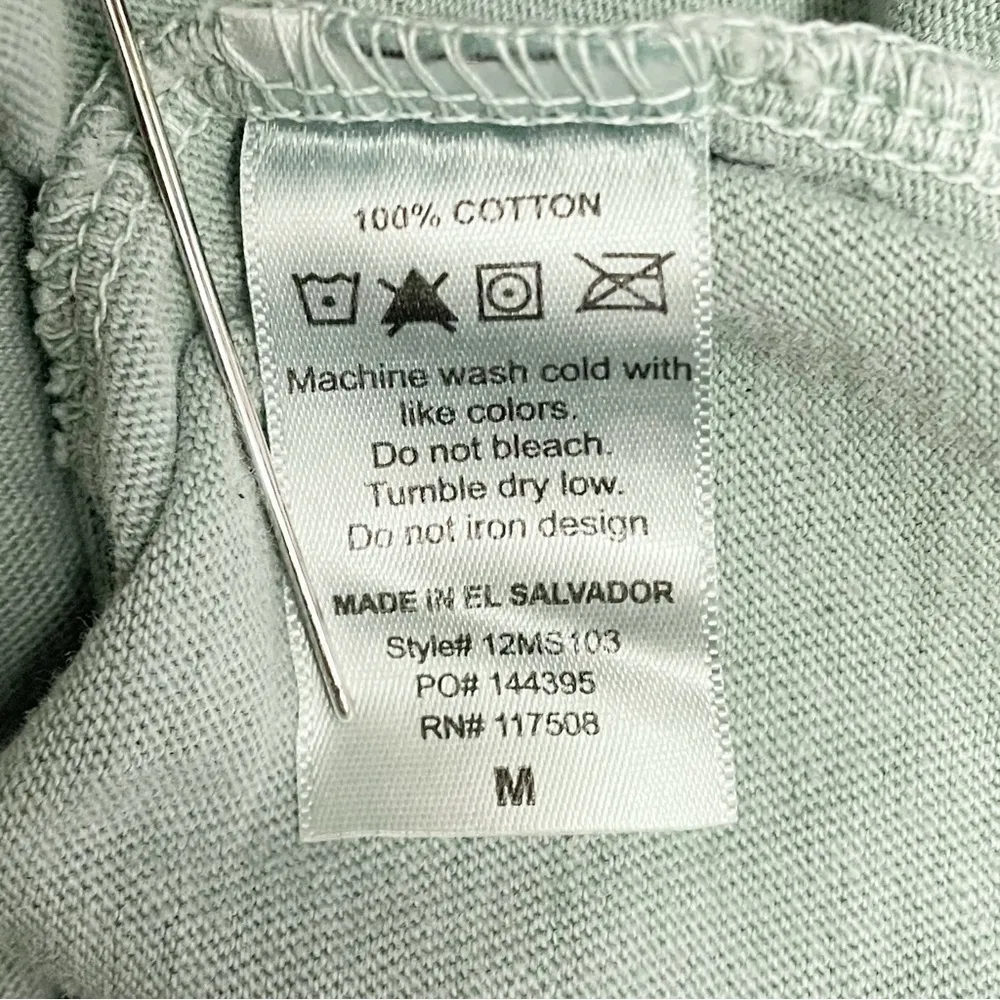 100% COTTON
Machine wash cold with
like colors.
Do not bleach.
Tumble dry low.
Do not iron design
MADE IN EL SALVADOR
Style# 12MS103
PO# 144395
RN# 117508
M